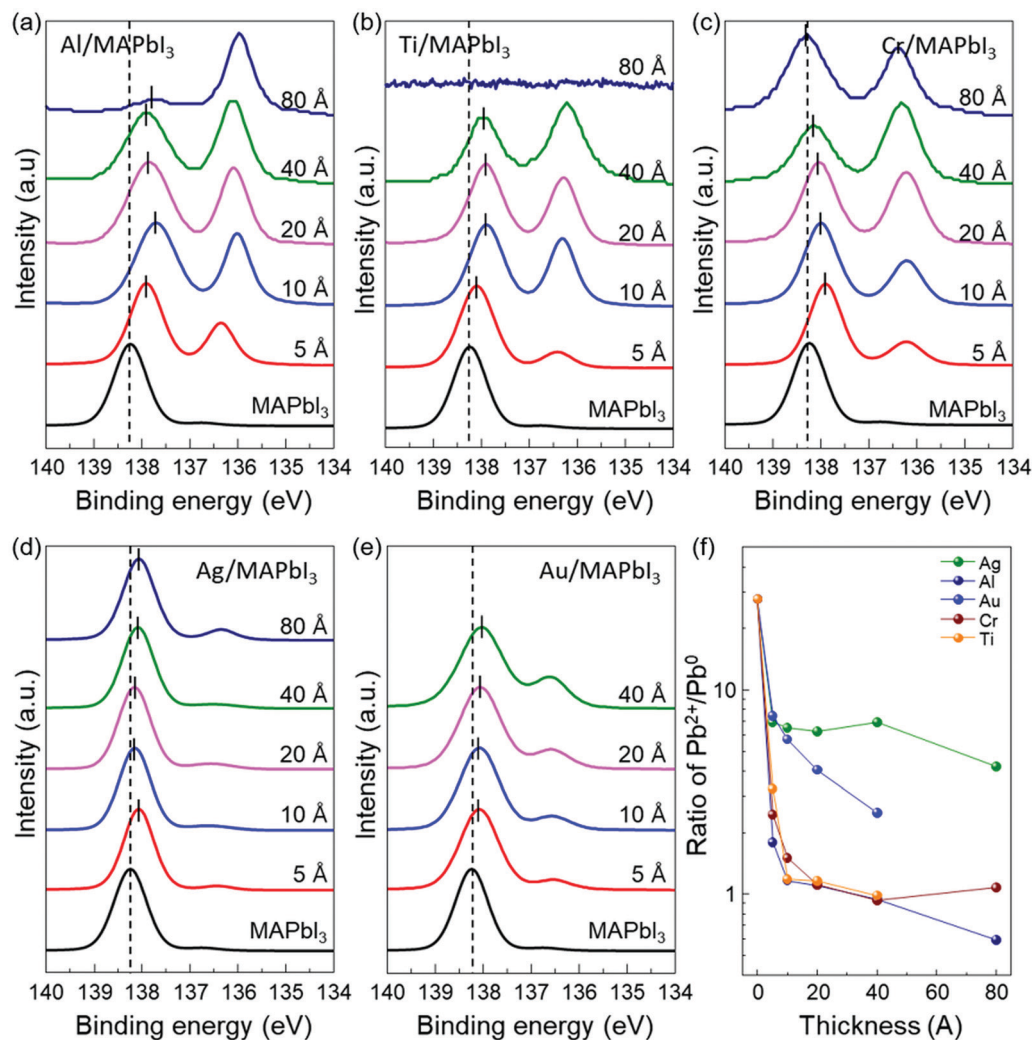 (a)
Al/MAPbI₃
80 Å
40 Å
20 Å
10 Å
5 Å
MAPbI₃
Intensity (a.u.)
140 139 138 137 136 135 134
Binding energy (eV)
(b)
Ti/MAPbI₃
80 Å
40 Å
20 Å
10 Å
5 Å
MAPbI₃
Intensity (a.u.)
140 139 138 137 136 135 134
Binding energy (eV)
(c)
Cr/MAPbI₃
80 Å
40 Å
20 Å
10 Å
5 Å
MAPbI₃
Intensity (a.u.)
140 139 138 137 136 135 134
Binding energy (eV)
(d)
Ag/MAPbI₃
80 Å
40 Å
20 Å
10 Å
5 Å
MAPbI₃
Intensity (a.u.)
140 139 138 137 136 135 134
Binding energy (eV)
(e)
Au/MAPbI₃
40 Å
20 Å
10 Å
5 Å
MAPbI₃
Intensity (a.u.)
140 139 138 137 136 135 134
Binding energy (eV)
(f)
Ag
Al
Au
Cr
Ti
Ratio of Pb²⁺/Pb⁰
10
1
0 20 40 60 80
Thickness (A)